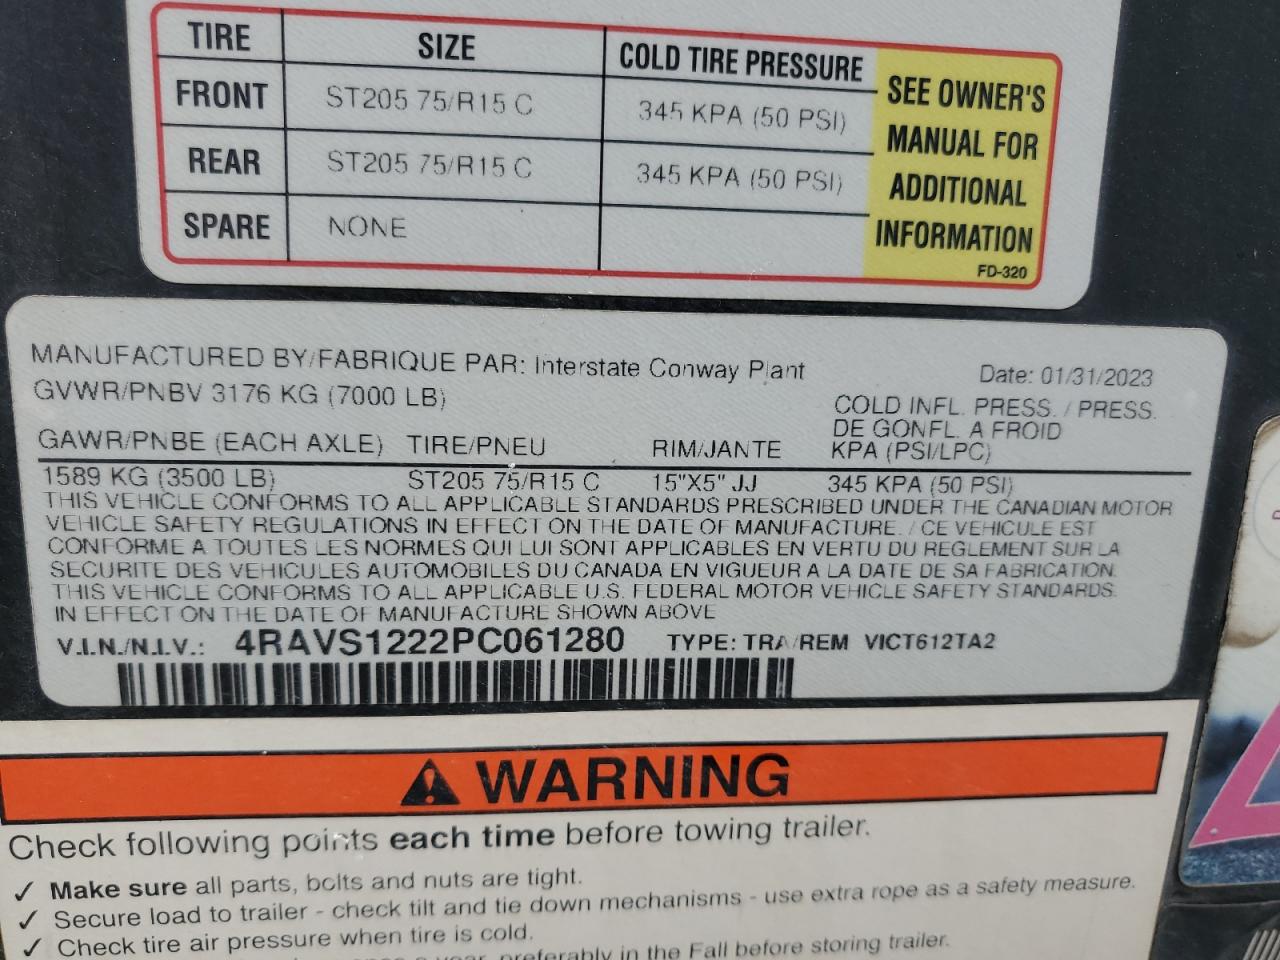 TIRE SIZE COLD TIRE PRESSURE
FRONT ST205 75/R15 C 345 KPA (50 PSI)
REAR ST205 75/R15 C 345 KPA (50 PSI)
SPARE NONE
SEE OWNER'S
MANUAL FOR
ADDITIONAL
INFORMATION
FD-320
MANUFACTURED BY/FABRIQUE PAR: Interstate Conway Plant
Date: 01/31/2023
GVWR/PNBV 3176 KG (7000 LB)
COLD INFL. PRESS. / PRESS.
DE GONFL. A FROID
GAWR/PNBE (EACH AXLE) TIRE/PNEU RIM/JANTE KPA (PSI/LPC)
1589 KG (3500 LB) ST205 75/R15 C 15"X5" JJ 345 KPA (50 PSI)
THIS VEHICLE CONFORMS TO ALL APPLICABLE STANDARDS PRESCRIBED UNDER THE CANADIAN MOTOR
VEHICLE SAFETY REGULATIONS IN EFFECT ON THE DATE OF MANUFACTURE. / CE VEHICULE EST
CONFORME A TOUTES LES NORMES QUI LUI SONT APPLICABLES EN VERTU DU REGLEMENT SUR LA
SECURITE DES VEHICULES AUTOMOBILES DU CANADA EN VIGUEUR A LA DATE DE SA FABRICATION.
THIS VEHICLE CONFORMS TO ALL APPLICABLE U.S. FEDERAL MOTOR VEHICLE SAFETY STANDARDS.
IN EFFECT ON THE DATE OF MANUFACTURE SHOWN ABOVE
V.I.N./N.I.V.: 4RAVS1222PC061280 TYPE: TRA/REM VICT612TA2
WARNING
Check following points each time before towing trailer.
✓ Make sure all parts, bolts and nuts are tight.
✓ Secure load to trailer - check tilt and tie down mechanisms - use extra rope as a safety measure.
✓ Check tire air pressure when tire is cold.
year, preferably in the Fall before storing trailer.